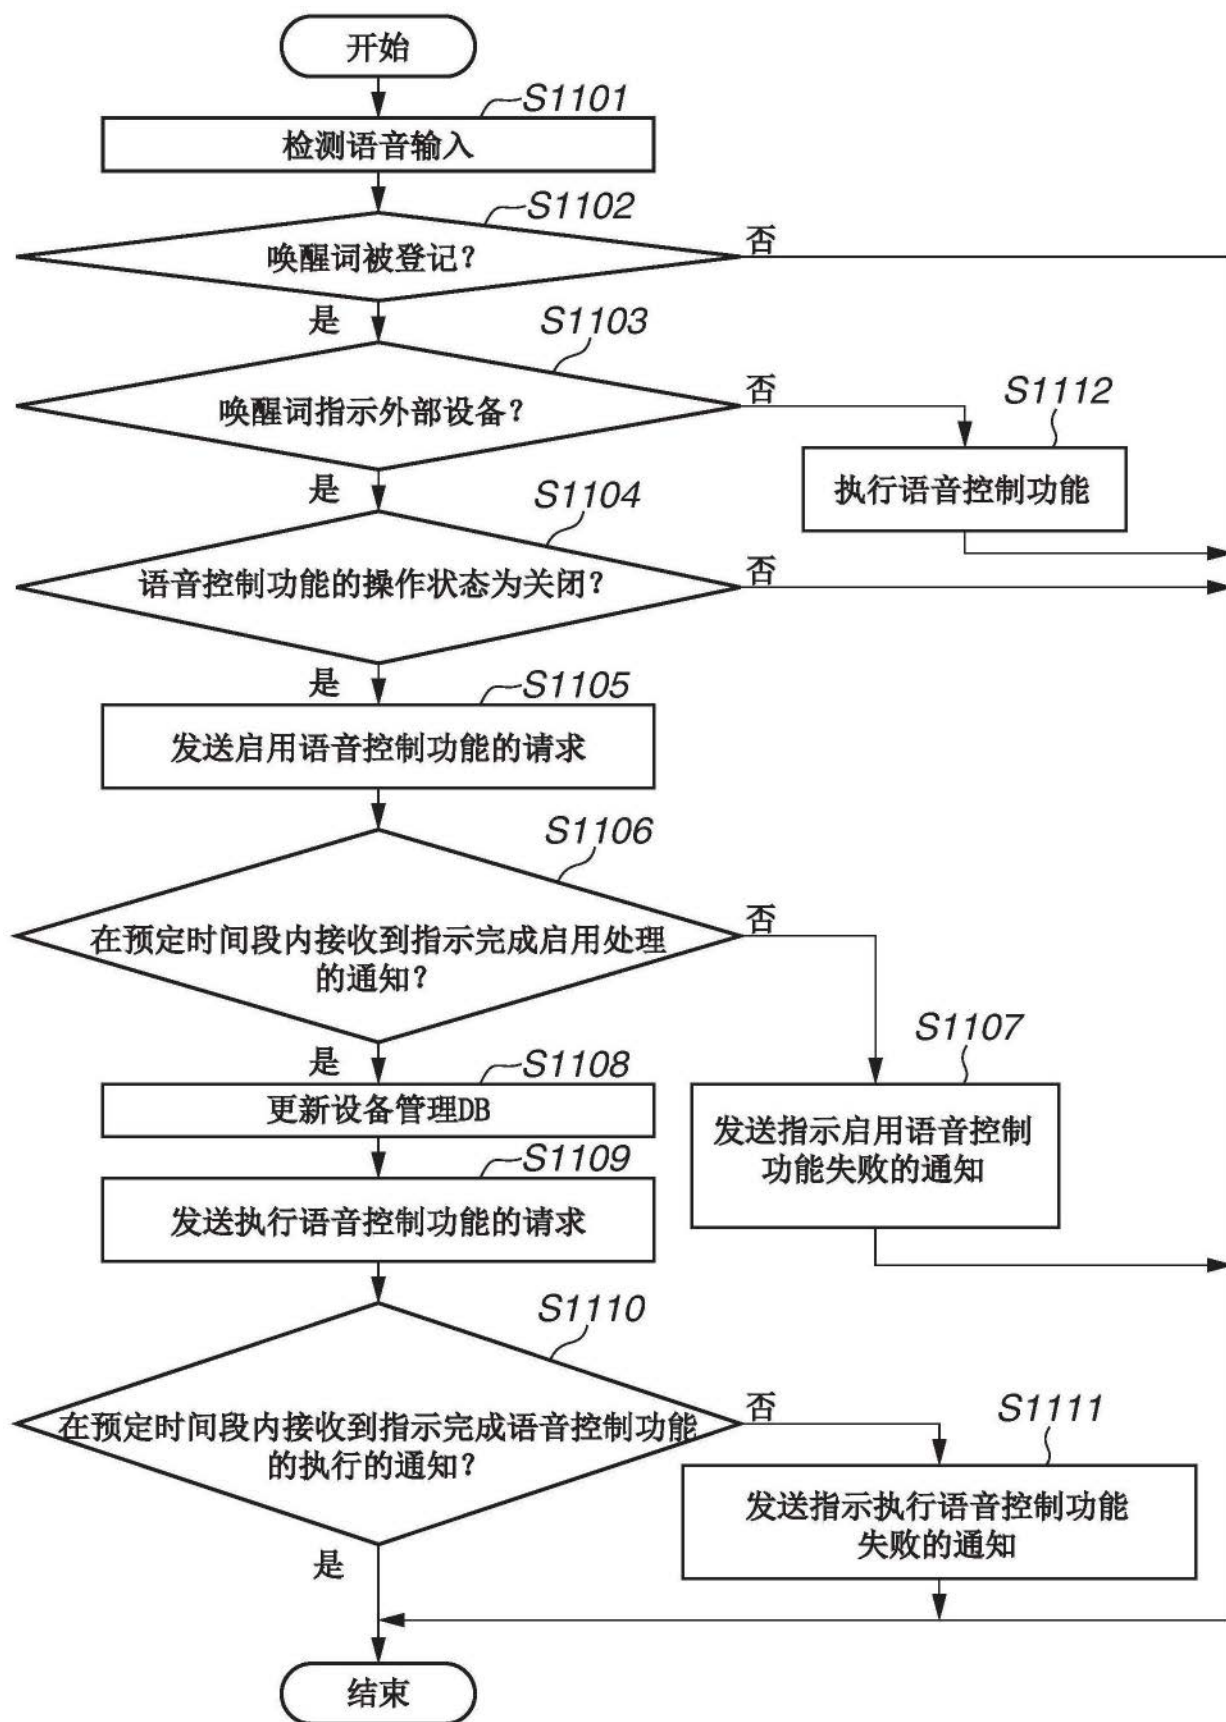 开始
S1101
检测语音输入
S1102
唤醒词被登记?
否
是
S1103
唤醒词指示外部设备?
否
S1112
执行语音控制功能
是
S1104
语音控制功能的操作状态为关闭?
否
是
S1105
发送启用语音控制功能的请求
S1106
在预定时间段内接收到指示完成启用处理
的通知?
否
S1107
发送指示启用语音控制
功能失败的通知
是
S1108
更新设备管理DB
S1109
发送执行语音控制功能的请求
S1110
在预定时间段内接收到指示完成语音控制功能
的执行的通知?
否
S1111
发送指示执行语音控制功能
失败的通知
是
结束